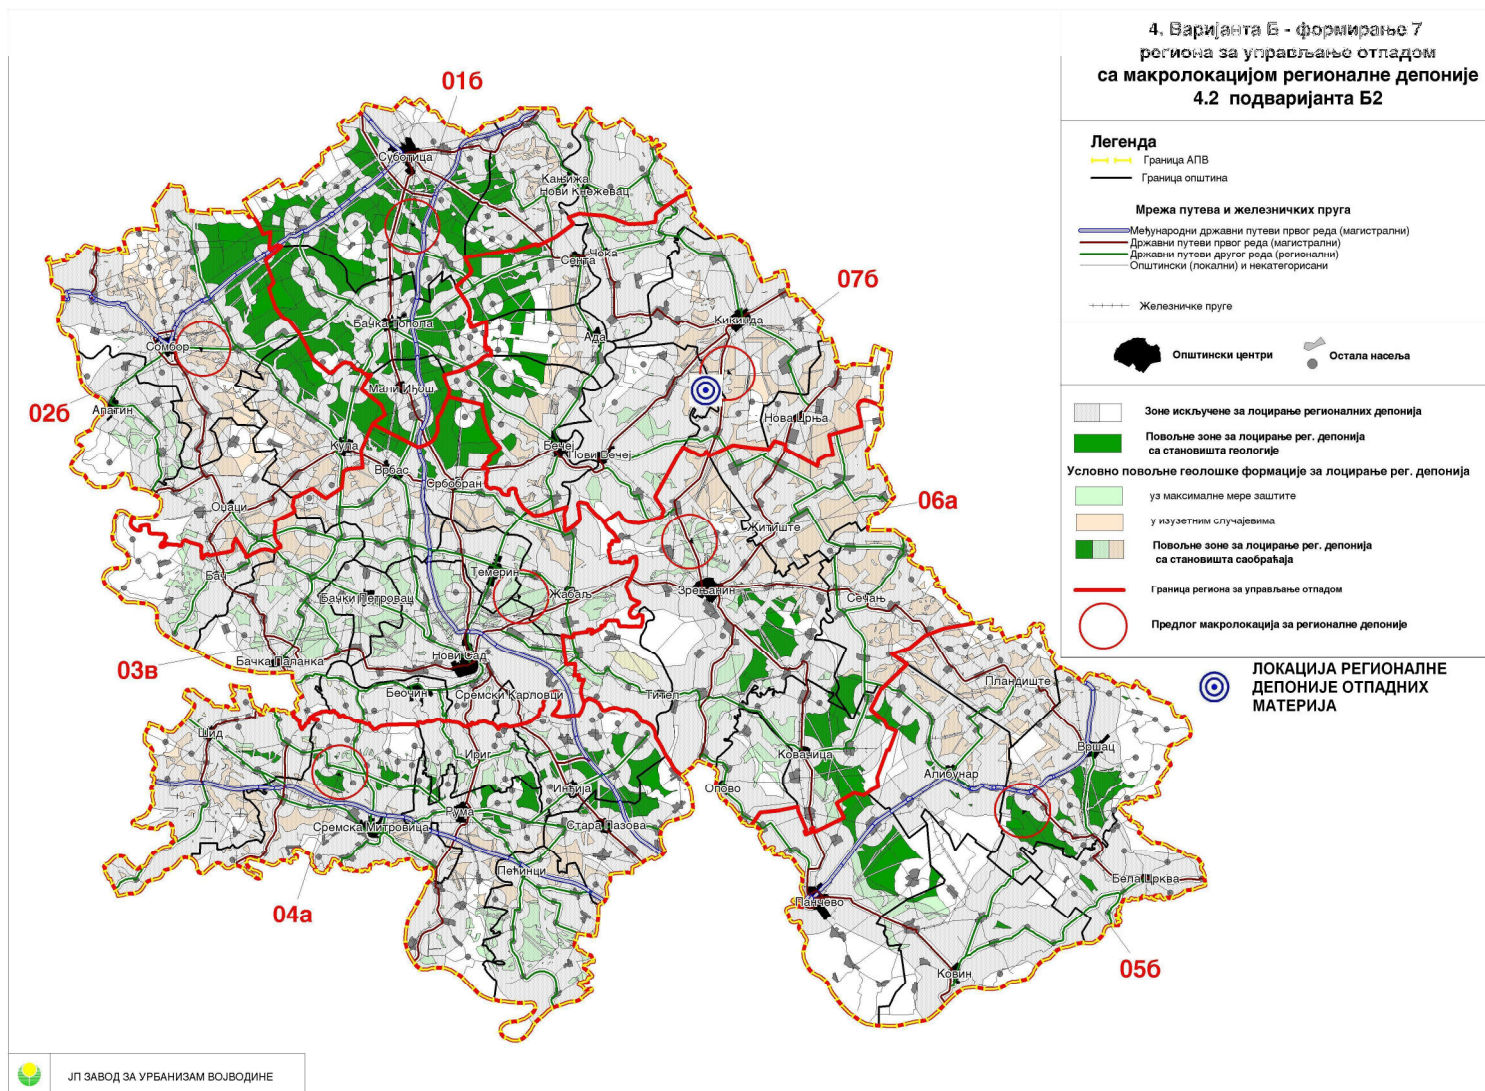 4. Варијанта Б - формирање 7
региона за управљање отпадом
са макролокацијом регионалне депоније
4.2 подваријанта Б2
Легенда
Граница АПВ
Граница општина
Мрежа путева и железничких пруга
Међународни државни путеви првог реда (магистрални)
Државни путеви првог реда (магистрални)
Државни путеви другог реда (регионални)
Општински (локални) и некатегорисани
Железничке пруге
Општински центри
Остала насеља
Зоне искључене за лоцирање регионалних депонија
Повољне зоне за лоцирање рег. депонија
са становишта геологије
Условно повољне геолошке формације за лоцирање рег. депонија
уз максималне мере заштите
у изузетним случајевима
Повољне зоне за лоцирање рег. депонија
са становишта саобраћаја
Граница региона за управљање отпадом
Предлог макролокација за регионалне депоније
ЛОКАЦИЈА РЕГИОНАЛНЕ
ДЕПОНИЈЕ ОТПАДНИХ
МАТЕРИЈА
01б
Суботица
Кањижа
Нови Кнежевац
Сента
Чока
07б
Бачка Топола
Кикинда
Ада
Сомбор
Мали Иђош
02б
Апатин
Нова Црња
Кула
Бечеј
Нови Бечеј
Врбас
Србобран
06а
Оџаци
Житиште
Бач
Темерин
Бачки Петровац
Жабаљ
Зрењанин
Сечањ
03в
Бачка Паланка
Нови Сад
Беочин
Сремски Карловци
Тител
Пландиште
Шид
Ириг
Ковачица
Вршац
Алибунар
Инђија
Опово
Рума
Сремска Митровица
Стара Пазова
Пећинци
Бела Црква
Панчево
04а
Ковин
05б
ЈП ЗАВОД ЗА УРБАНИЗАМ ВОЈВОДИНЕ